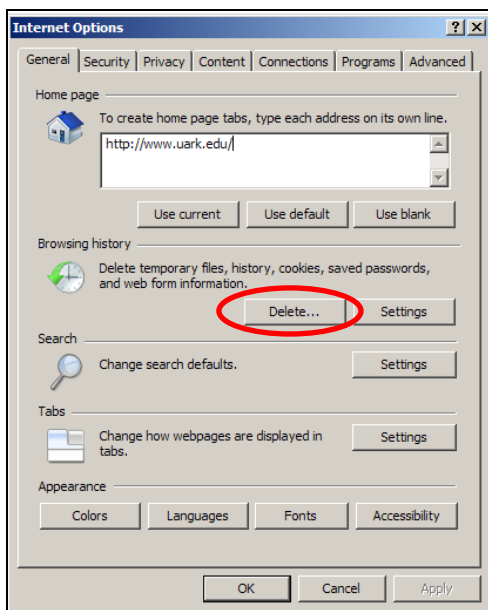 Internet Options
General Security Privacy Content Connections Programs Advanced
Home page
To create home page tabs, type each address on its own line.
http://www.uark.edu/
Use current Use default Use blank
Browsing history
Delete temporary files, history, cookies, saved passwords,
and web form information.
Delete... Settings
Search
Change search defaults. Settings
Tabs
Change how webpages are displayed in
tabs.
Settings
Appearance
Colors Languages Fonts Accessibility
OK Cancel Apply